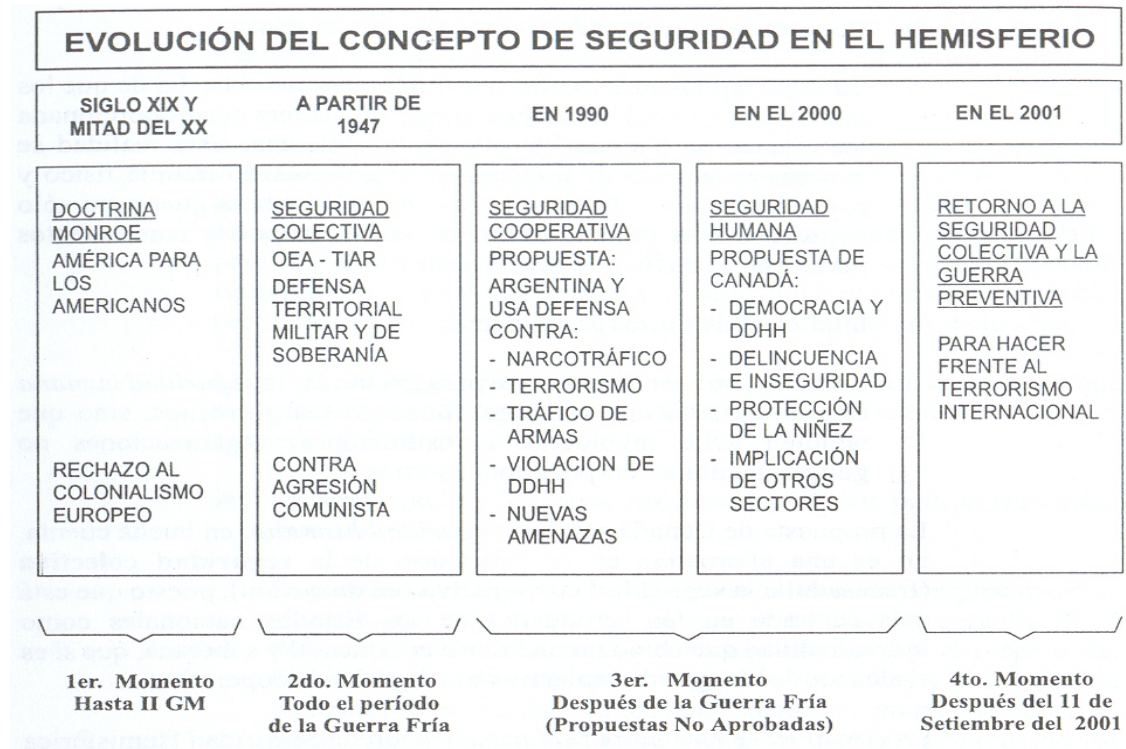 EVOLUCIÓN DEL CONCEPTO DE SEGURIDAD EN EL HEMISFERIO
SIGLO XIX Y
MITAD DEL XX
A PARTIR DE
1947
EN 1990
EN EL 2000
EN EL 2001
DOCTRINA
MONROE
AMÉRICA PARA
LOS
AMERICANOS
RECHAZO AL
COLONIALISMO
EUROPEO
SEGURIDAD
COLECTIVA
OEA - TIAR
DEFENSA
TERRITORIAL
MILITAR Y DE
SOBERANÍA
CONTRA
AGRESIÓN
COMUNISTA
SEGURIDAD
COOPERATIVA
PROPUESTA:
ARGENTINA Y
USA DEFENSA
CONTRA:
- NARCOTRÁFICO
- TERRORISMO
- TRÁFICO DE
ARMAS
- VIOLACION DE
DDHH
- NUEVAS
AMENAZAS
SEGURIDAD
HUMANA
PROPUESTA DE
CANADÁ:
- DEMOCRACIA Y
DDHH
- DELINCUENCIA
E INSEGURIDAD
- PROTECCIÓN
DE LA NIÑEZ
- IMPLICACIÓN
DE OTROS
SECTORES
RETORNO A LA
SEGURIDAD
COLECTIVA Y LA
GUERRA
PREVENTIVA
PARA HACER
FRENTE AL
TERRORISMO
INTERNACIONAL
1er. Momento
Hasta II GM
2do. Momento
Todo el período
de la Guerra Fría
3er. Momento
Después de la Guerra Fría
(Propuestas No Aprobadas)
4to. Momento
Después del 11 de
Setiembre del 2001